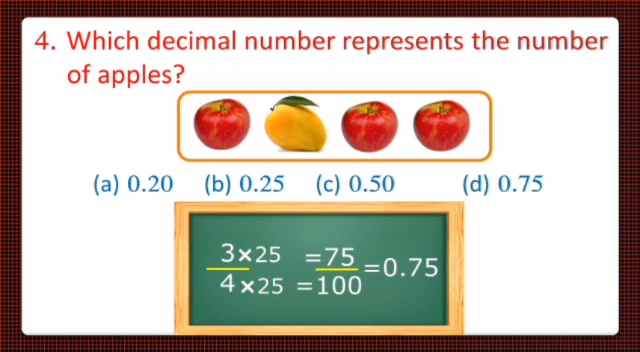 4. Which decimal number represents the number
of apples?
(a) 0.20 (b) 0.25 (c) 0.50 (d) 0.75
3×25 =75 =0.75
4×25 =100